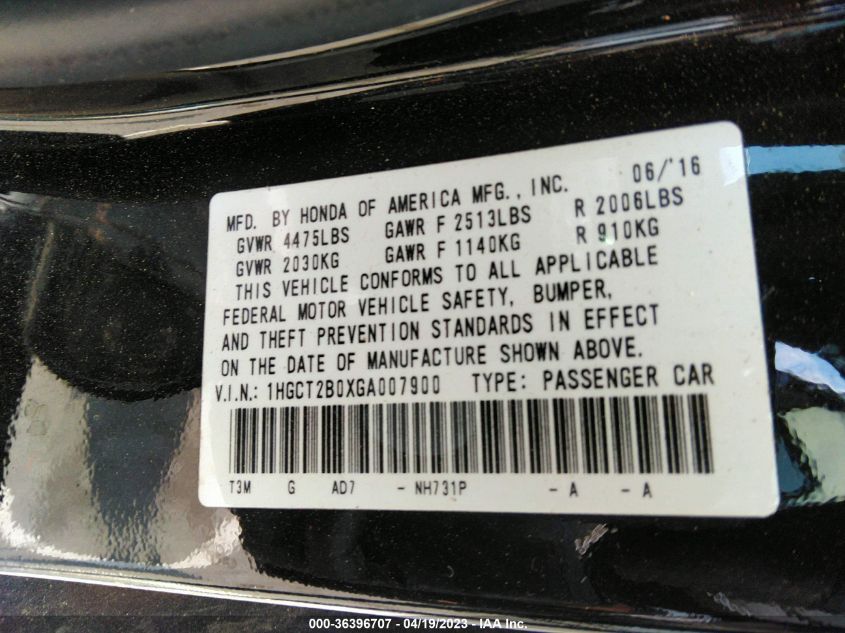 MFD. BY HONDA OF AMERICA MFG., INC. 06/'16
GVWR 4475LBS GAWR F 2513LBS R 2006LBS
GVWR 2030KG GAWR F 1140KG R 910KG
THIS VEHICLE CONFORMS TO ALL APPLICABLE
FEDERAL MOTOR VEHICLE SAFETY, BUMPER,
AND THEFT PREVENTION STANDARDS IN EFFECT
ON THE DATE OF MANUFACTURE SHOWN ABOVE.
V.I.N.: 1HGCT2B0XGA007900 TYPE: PASSENGER CAR
T3M G AD7 - NH731P - A - A
000-36396707 - 04/19/2023 - IAA Inc.